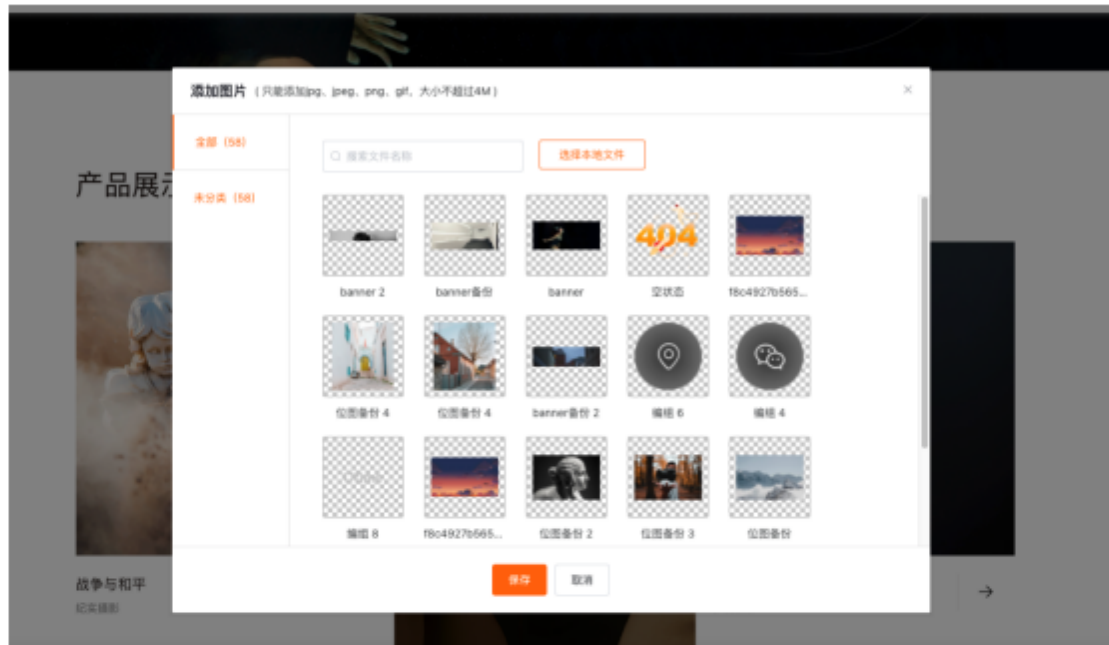 添加图片 (只能添加jpg、jpeg、png、gif，大小不超过4M)
×
全部 (58)
未分类 (58)
搜索文件名称
选择本地文件
产品展示
404
banner 2
banner备份
banner
空状态
f8c4927b565...
位图备份 4
位图备份 4
banner备份 2
编组 6
编组 4
编组 8
f8c4927b565...
位图备份 2
位图备份 3
位图备份
保存
取消
战争与和平
纪实摄影